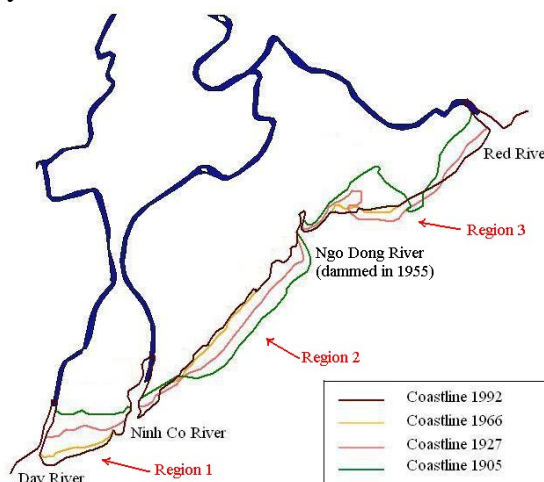 Red Rive
Region 3
Ngo Dong River
(dammed in 1955)
Region 2
Coastline 1992
Coastline 1966
Coastline 1927
Coastline 1905
Ninh Co River
Region 1
Day River